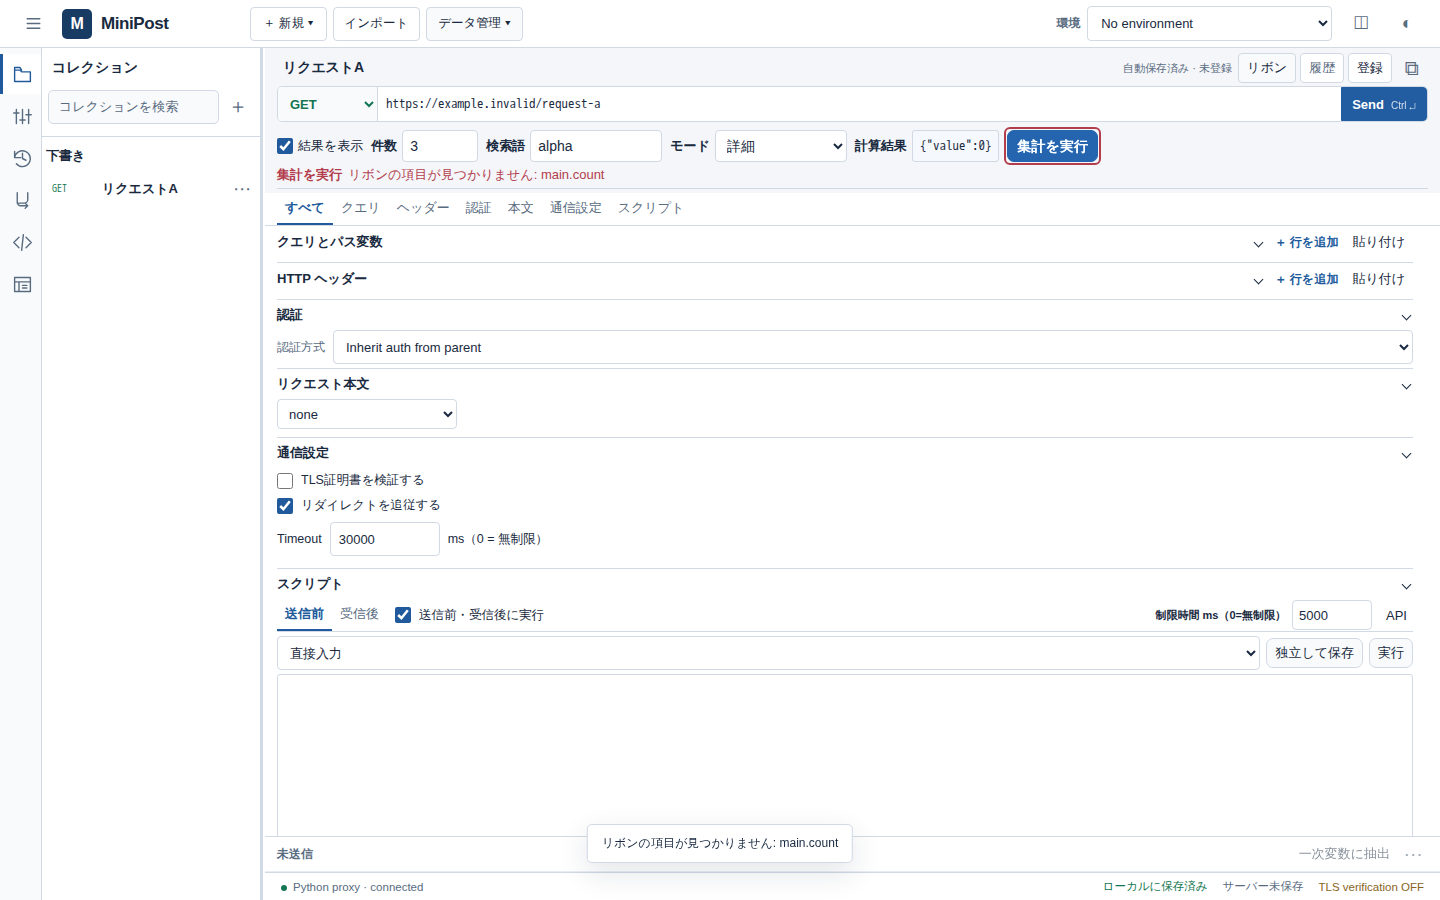 M MiniPost ＋ 新規 ▾ インポート データ管理 ▾ 環境 No environment
コレクション
コレクションを検索 ＋
下書き
GET リクエストA ···
リクエストA 自動保存済み · 未登録 リボン 履歴 登録
GET https://example.invalid/request-a Send Ctrl ↵
結果を表示 件数 3 検索語 alpha モード 詳細 計算結果 {"value":0} 集計を実行
集計を実行 リボンの項目が見つかりません: main.count
すべて クエリ ヘッダー 認証 本文 通信設定 スクリプト
クエリとパス変数 ＋ 行を追加 貼り付け
HTTP ヘッダー ＋ 行を追加 貼り付け
認証
認証方式 Inherit auth from parent
リクエスト本文
none
通信設定
TLS証明書を検証する
リダイレクトを追従する
Timeout 30000 ms（0 = 無制限）
スクリプト
送信前 受信後 送信前・受信後に実行 制限時間 ms（0=無制限） 5000 API
直接入力 独立して保存 実行
リボンの項目が見つかりません: main.count
未送信 一次変数に抽出 ···
Python proxy · connected ローカルに保存済み サーバー未保存 TLS verification OFF